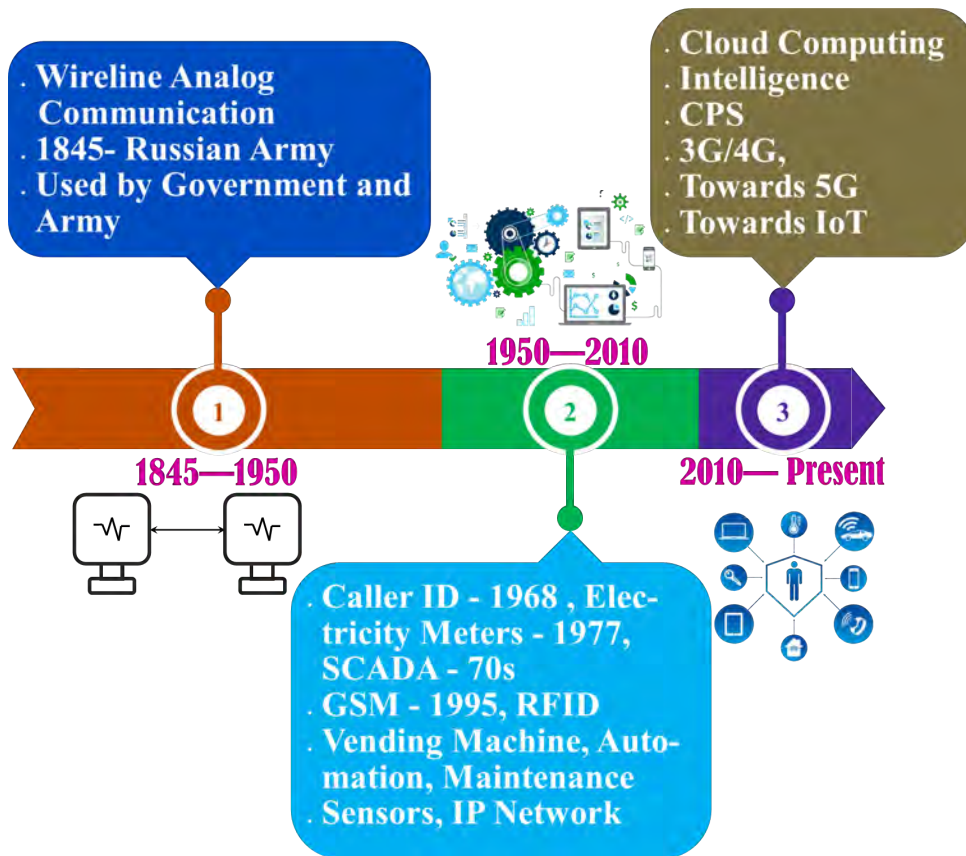 . Wireline Analog
Communication
. 1845- Russian Army
. Used by Government and
Army
. Cloud Computing
. Intelligence
. CPS
. 3G/4G,
. Towards 5G
. Towards IoT
1950—2010
1
2
3
1845—1950
2010— Present
. Caller ID - 1968 , Elec-
tricity Meters - 1977,
SCADA - 70s
. GSM - 1995, RFID
. Vending Machine, Auto-
mation, Maintenance
Sensors, IP Network